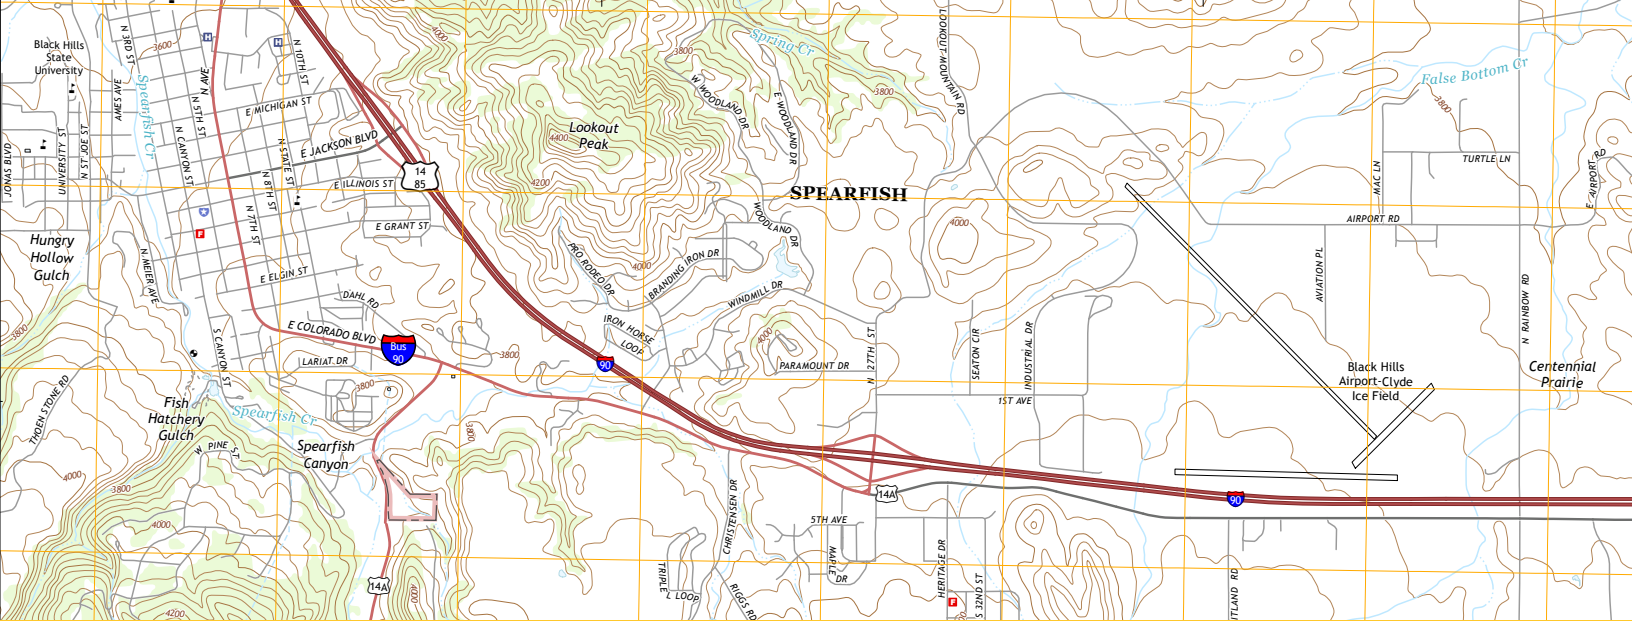 Black Hills
State
University
N 3RD ST
3600
H
H
N AVE
N 10TH ST
4000
3800
Spring Cr
LOOKOUT MOUNTAIN RD
False Bottom Cr
3800
3800
AMES AVE
Spearfish Cr
N 5TH ST
E MICHIGAN ST
W WOODLAND DR
E WOODLAND DR
JONAS BLVD
UNIVERSITY ST
N ST JOE ST
N CANYON ST
N STATE ST
E JACKSON BLVD
Lookout
Peak
4400
4200
14
85
N 8TH ST
E ILLINOIS ST
TURTLE LN
MAC LN
E AIRPORT RD
SPEARFISH
AIRPORT RD
N 7TH ST
E GRANT ST
F
WOODLAND DR
4000
Hungry
Hollow
Gulch
N MEIER AVE
E ELGIN ST
PRO RODEO DR
4000
BRANDING IRON DR
WINDMILL DR
AVIATION PL
N RAINBOW RD
DAHL RD
3800
S CANYON ST
E COLORADO BLVD
Bus
90
IRON HORSE
LOOP
400
N 27TH ST
SEATON CIR
INDUSTRIAL DR
LARIAT DR
3800
90
PARAMOUNT DR
Black Hills
Airport-Clyde
Ice Field
Centennial
Prairie
THOEN STONE RD
3800
1ST AVE
Fish
Hatchery
Gulch
Spearfish Cr
3800
W PINE ST
Spearfish
Canyon
4000
3800
14A
90
4000
CHRISTENSEN DR
5TH AVE
MAPLE
DR
HERITAGE DR
S 32ND ST
TRIPLE
L LOOP
RIGGS RD
14A
4000
4200
F
UTLAND RD